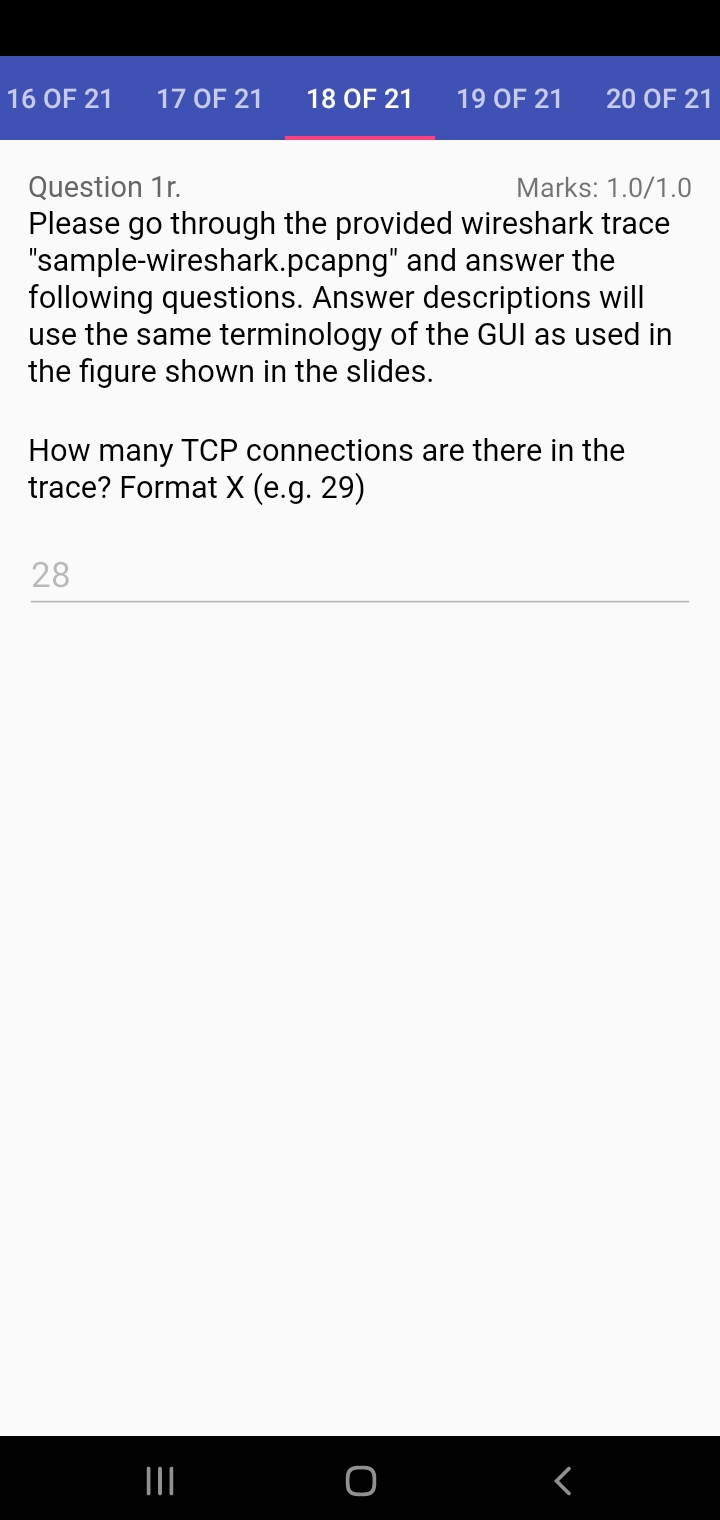 16 OF 21 17 OF 21 18 OF 21 19 OF 21 20 OF 21
Question 1r. Marks: 1.0/1.0
Please go through the provided wireshark trace
"sample-wireshark.pcapng" and answer the
following questions. Answer descriptions will
use the same terminology of the GUI as used in
the figure shown in the slides.
How many TCP connections are there in the
trace? Format X (e.g. 29)
28